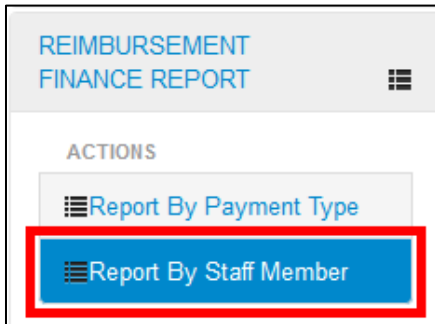 REIMBURSEMENT
FINANCE REPORT
ACTIONS
Report By Payment Type
Report By Staff Member